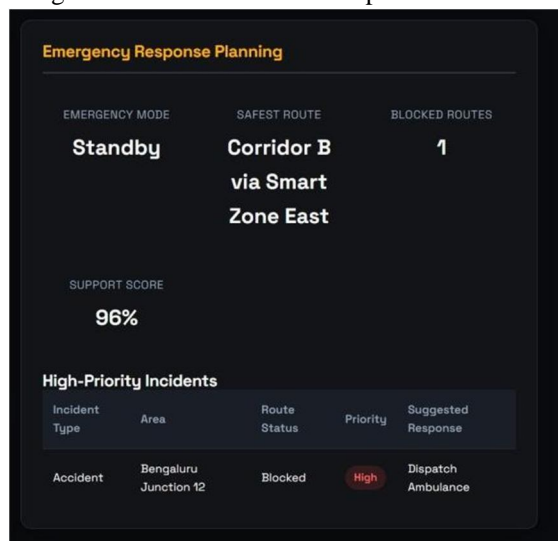 Emergency Response Planning
EMERGENCY MODE
Standby
SAFEST ROUTE
Corridor B
via Smart
Zone East
BLOCKED ROUTES
1
SUPPORT SCORE
96%
High-Priority Incidents
Incident Type
Area
Route Status
Priority
Suggested Response
Accident
Bengaluru Junction 12
Blocked
High
Dispatch Ambulance